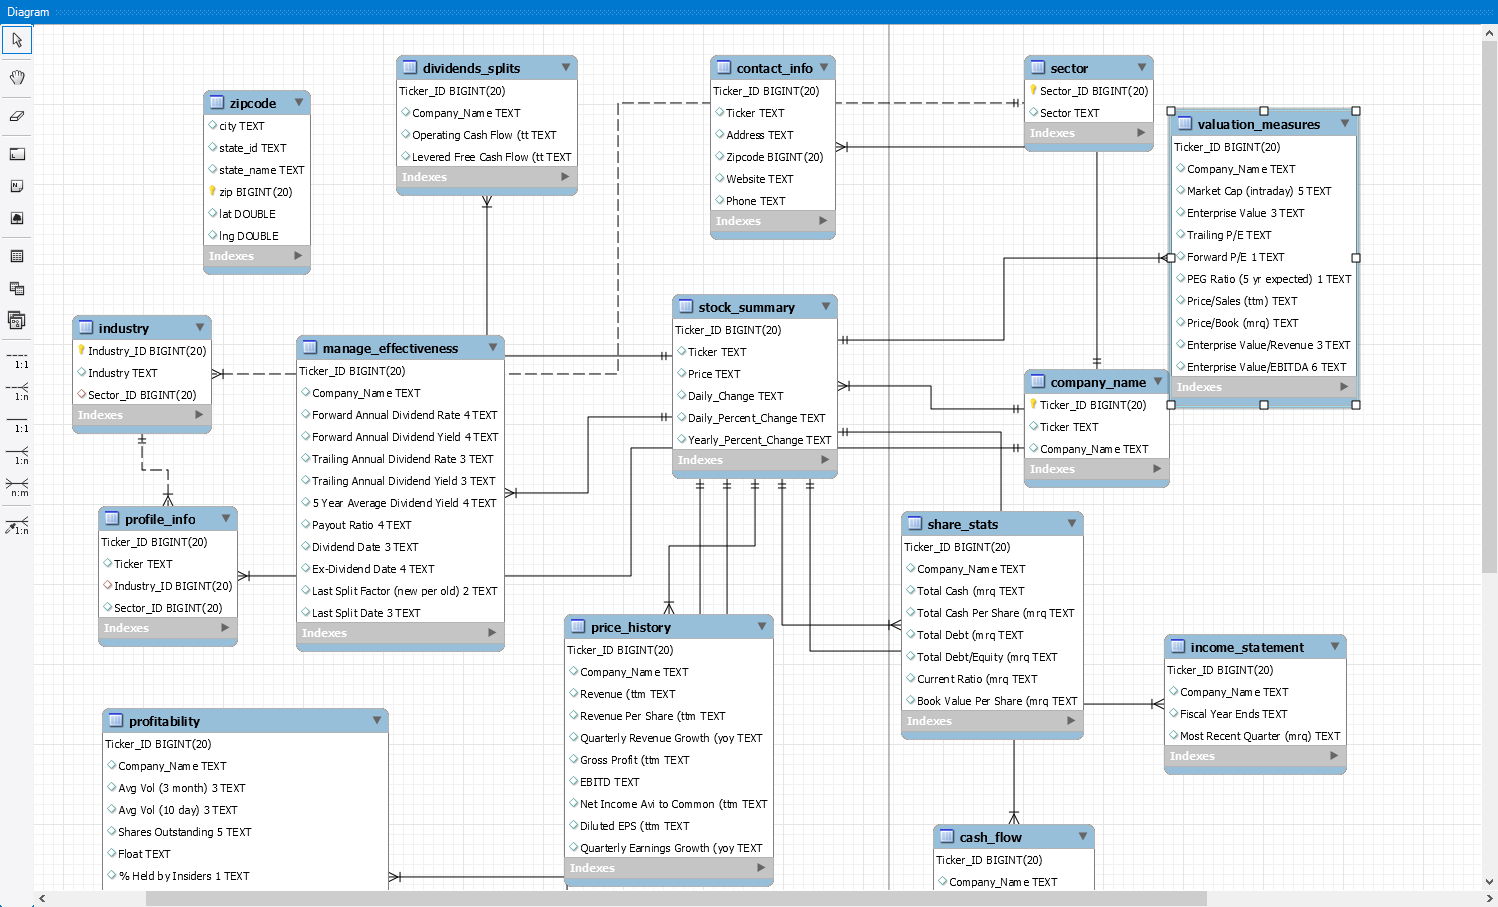 Diagram
dividends_splits
Ticker_ID BIGINT(20)
Company_Name TEXT
Operating Cash Flow (tt TEXT
Levered Free Cash Flow (tt TEXT
Indexes
contact_info
Ticker_ID BIGINT(20)
Ticker TEXT
Address TEXT
Zipcode BIGINT(20)
Website TEXT
Phone TEXT
Indexes
sector
Sector_ID BIGINT(20)
Sector TEXT
Indexes
zipcode
city TEXT
state_id TEXT
state_name TEXT
zip BIGINT(20)
lat DOUBLE
lng DOUBLE
Indexes
valuation_measures
Ticker_ID BIGINT(20)
Company_Name TEXT
Market Cap (intraday) 5 TEXT
Enterprise Value 3 TEXT
Trailing P/E TEXT
Forward P/E 1 TEXT
PEG Ratio (5 yr expected) 1 TEXT
Price/Sales (ttm) TEXT
Price/Book (mrq) TEXT
Enterprise Value/Revenue 3 TEXT
Enterprise Value/EBITDA 6 TEXT
Indexes
stock_summary
Ticker_ID BIGINT(20)
Ticker TEXT
Price TEXT
Daily_Change TEXT
Daily_Percent_Change TEXT
Yearly_Percent_Change TEXT
Indexes
industry
Industry_ID BIGINT(20)
Industry TEXT
Sector_ID BIGINT(20)
Indexes
manage_effectiveness
Ticker_ID BIGINT(20)
Company_Name TEXT
Forward Annual Dividend Rate 4 TEXT
Forward Annual Dividend Yield 4 TEXT
Trailing Annual Dividend Rate 3 TEXT
Trailing Annual Dividend Yield 3 TEXT
5 Year Average Dividend Yield 4 TEXT
Payout Ratio 4 TEXT
Dividend Date 3 TEXT
Ex-Dividend Date 4 TEXT
Last Split Factor (new per old) 2 TEXT
Last Split Date 3 TEXT
Indexes
company_name
Ticker_ID BIGINT(20)
Ticker TEXT
Company_Name TEXT
Indexes
1:1
1:n
1:1
1:n
n:m
1:n
profile_info
Ticker_ID BIGINT(20)
Ticker TEXT
Industry_ID BIGINT(20)
Sector_ID BIGINT(20)
Indexes
share_stats
Ticker_ID BIGINT(20)
Company_Name TEXT
Total Cash (mrq TEXT
Total Cash Per Share (mrq TEXT
Total Debt (mrq TEXT
Total Debt/Equity (mrq TEXT
Current Ratio (mrq TEXT
Book Value Per Share (mrq TEXT
Indexes
price_history
Ticker_ID BIGINT(20)
Company_Name TEXT
Revenue (ttm TEXT
Revenue Per Share (ttm TEXT
Quarterly Revenue Growth (yoy TEXT
Gross Profit (ttm TEXT
EBITD TEXT
Net Income Avi to Common (ttm TEXT
Diluted EPS (ttm TEXT
Quarterly Earnings Growth (yoy TEXT
Indexes
income_statement
Ticker_ID BIGINT(20)
Company_Name TEXT
Fiscal Year Ends TEXT
Most Recent Quarter (mrq) TEXT
Indexes
profitability
Ticker_ID BIGINT(20)
Company_Name TEXT
Avg Vol (3 month) 3 TEXT
Avg Vol (10 day) 3 TEXT
Shares Outstanding 5 TEXT
Float TEXT
% Held by Insiders 1 TEXT
cash_flow
Ticker_ID BIGINT(20)
Company_Name TEXT